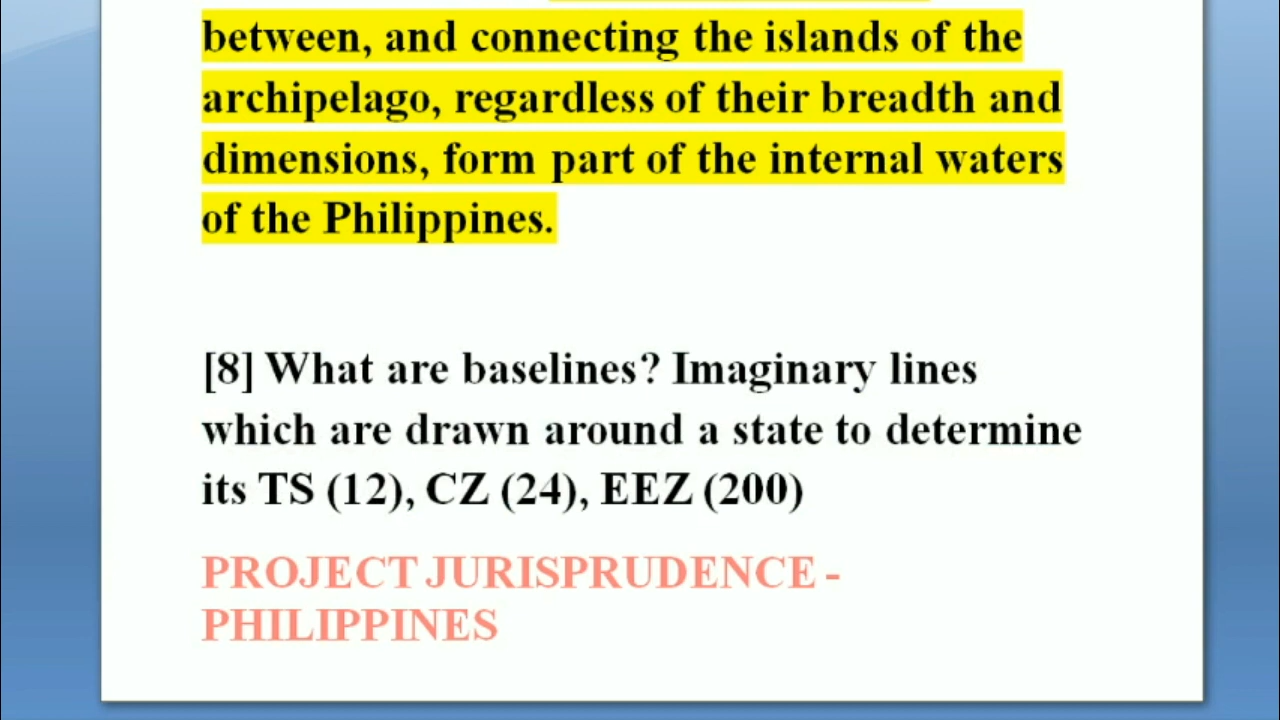 between, and connecting the islands of the
archipelago, regardless of their breadth and
dimensions, form part of the internal waters
of the Philippines.
[8] What are baselines? Imaginary lines
which are drawn around a state to determine
its TS (12), CZ (24), EEZ (200)
PROJECT JURISPRUDENCE -
PHILIPPINES